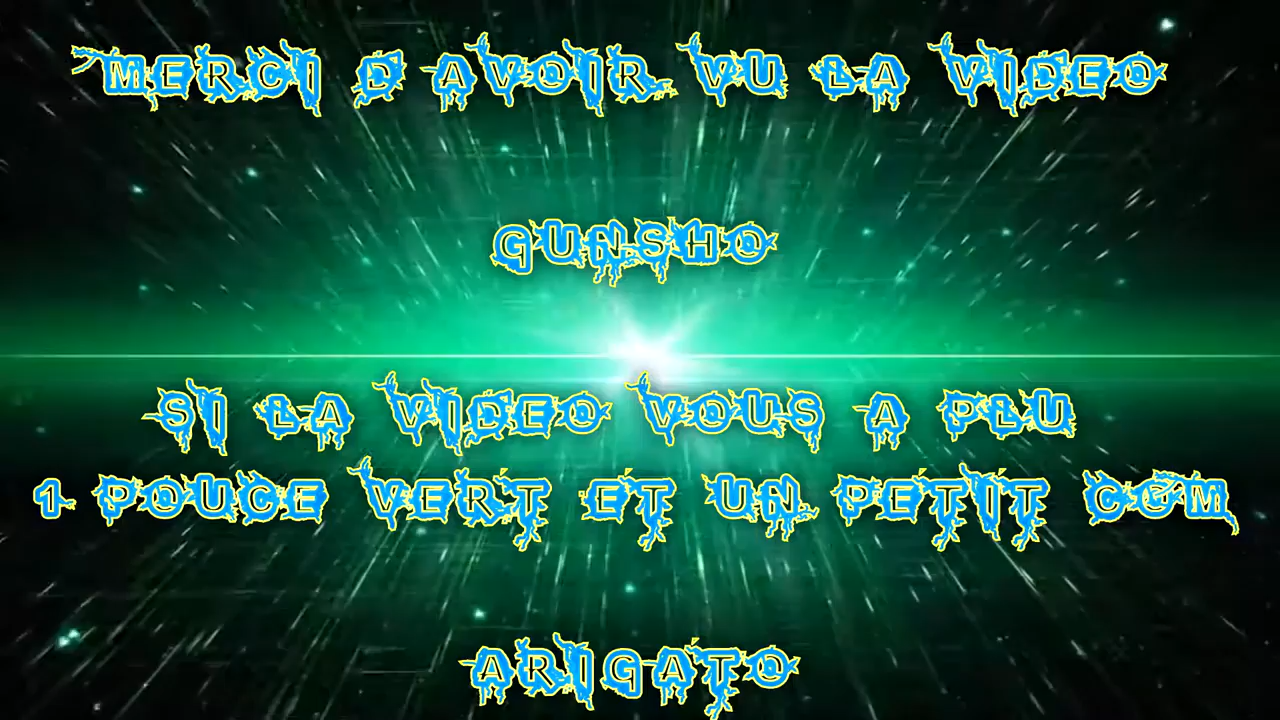 MERCI D AVOIR VU LA VIDEO
GUNSHO
SI LA VIDEO VOUS A PLU
1 POUCE VERT ET UN PETIT COM
ARIGATO